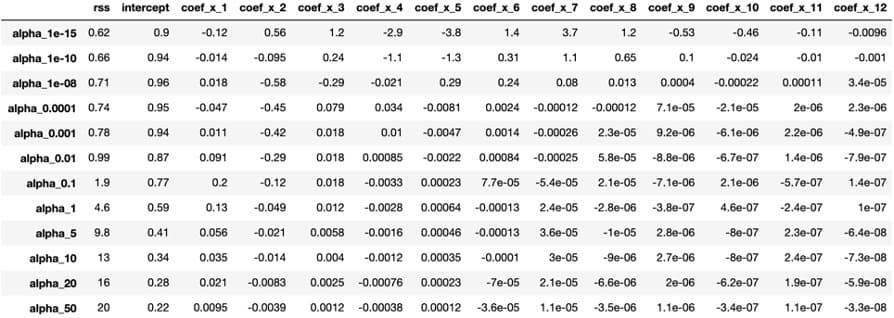 rss intercept coef_x_1 coef_x_2 coef_x_3 coef_x_4 coef_x_5 coef_x_6 coef_x_7 coef_x_8 coef_x_9 coef_x_10 coef_x_11 coef_x_12
alpha_1e-15 0.62 0.9 -0.12 0.56 1.2 -2.9 -3.8 1.4 3.7 1.2 -0.53 -0.46 -0.11 -0.0096
alpha_1e-10 0.66 0.94 -0.014 -0.095 0.24 -1.1 -1.3 0.31 1.1 0.65 0.1 -0.024 -0.01 -0.001
alpha_1e-08 0.71 0.96 0.018 -0.58 -0.29 -0.021 0.29 0.24 0.08 0.013 0.0004 -0.00022 0.00011 3.4e-05
alpha_0.0001 0.74 0.95 -0.047 -0.45 0.079 0.034 -0.0081 0.0024 -0.00012 -0.00012 7.1e-05 -2.1e-05 2e-06 2.3e-06
alpha_0.001 0.78 0.94 0.011 -0.42 0.018 0.01 -0.0047 0.0014 -0.00026 2.3e-05 9.2e-06 -6.1e-06 2.2e-06 -4.9e-07
alpha_0.01 0.99 0.87 0.091 -0.29 0.018 0.00085 -0.0022 0.00084 -0.00025 5.8e-05 -8.8e-06 -6.7e-07 1.4e-06 -7.9e-07
alpha_0.1 1.9 0.77 0.2 -0.12 0.018 -0.0033 0.00023 7.7e-05 -5.4e-05 2.1e-05 -7.1e-06 2.1e-06 -5.7e-07 1.4e-07
alpha_1 4.6 0.59 0.13 -0.049 0.012 -0.0028 0.00064 -0.00013 2.4e-05 -2.8e-06 -3.8e-07 4.6e-07 -2.4e-07 1e-07
alpha_5 9.8 0.41 0.056 -0.021 0.0058 -0.0016 0.00046 -0.00013 3.6e-05 -1e-05 2.8e-06 -8e-07 2.3e-07 -6.4e-08
alpha_10 13 0.34 0.035 -0.014 0.004 -0.0012 0.00035 -0.0001 3e-05 -9e-06 2.7e-06 -8e-07 2.4e-07 -7.3e-08
alpha_20 16 0.28 0.021 -0.0083 0.0025 -0.00076 0.00023 -7e-05 2.1e-05 -6.6e-06 2e-06 -6.2e-07 1.9e-07 -5.9e-08
alpha_50 20 0.22 0.0095 -0.0039 0.0012 -0.00038 0.00012 -3.6e-05 1.1e-05 -3.5e-06 1.1e-06 -3.4e-07 1.1e-07 -3.3e-08